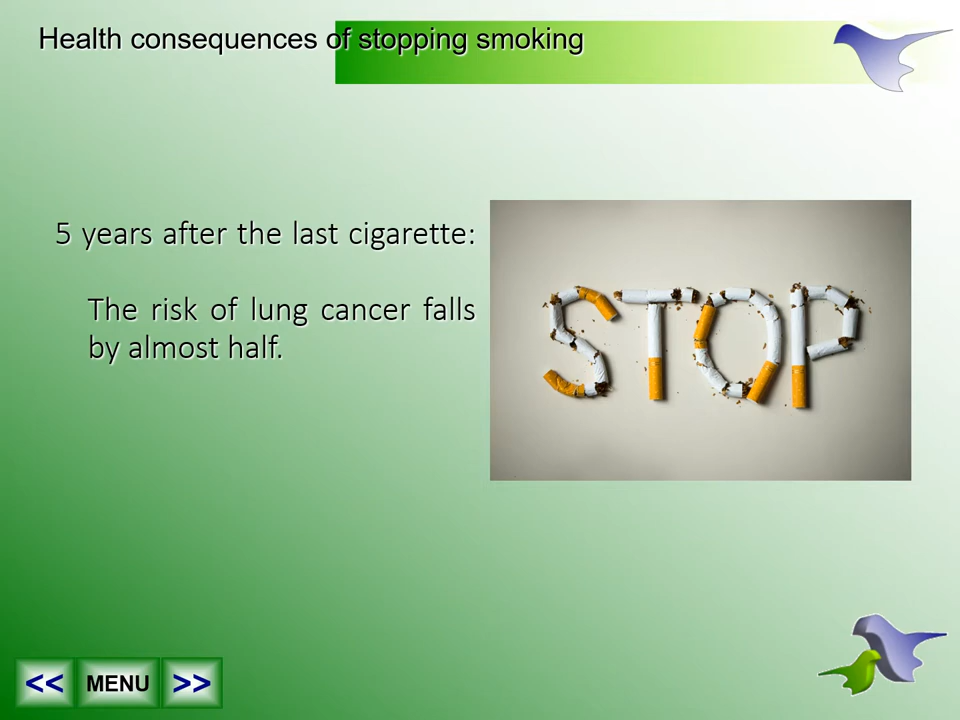 Health consequences of stopping smoking
5 years after the last cigarette:
The risk of lung cancer falls
by almost half.
STOP
<< MENU >>